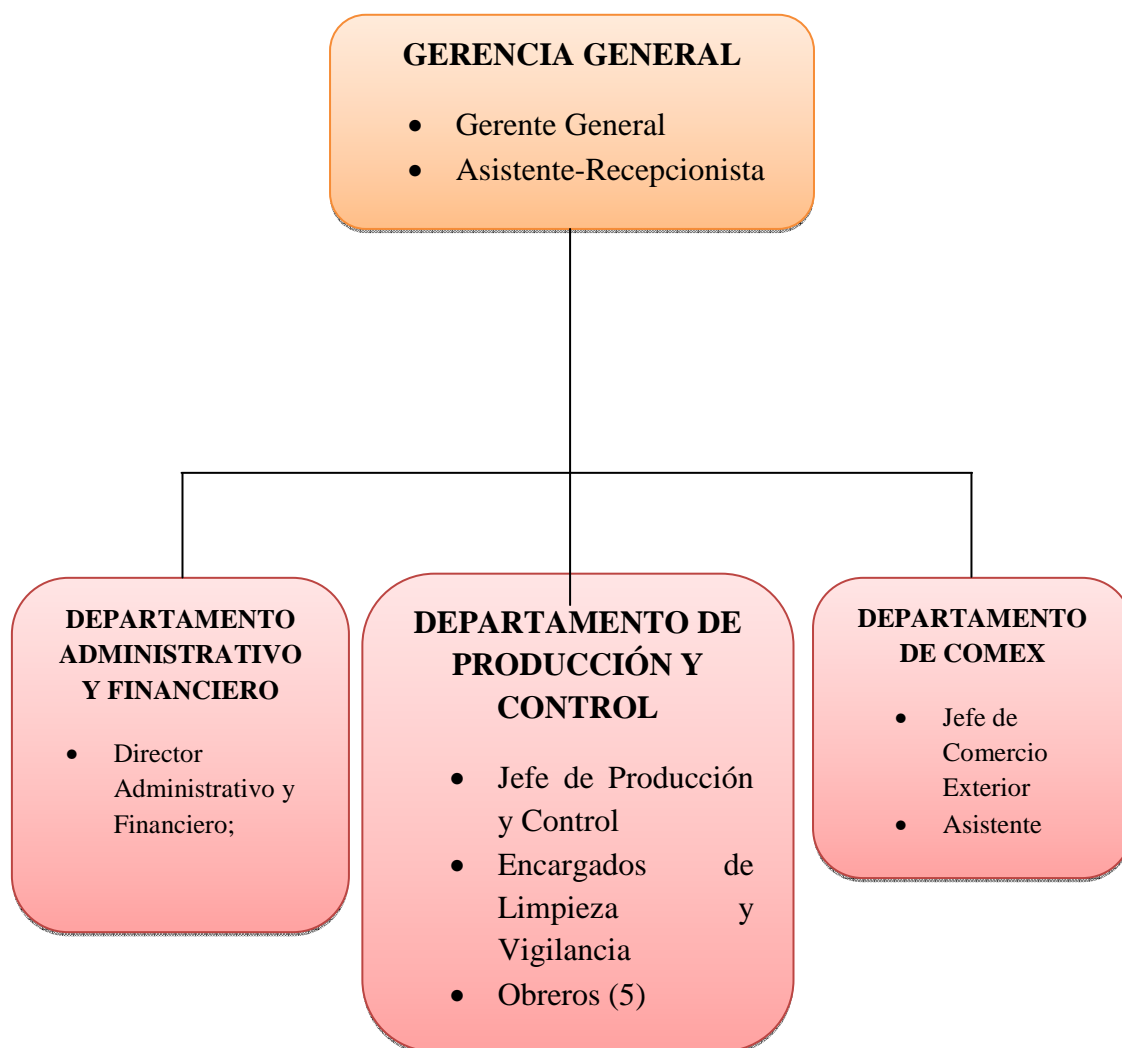 GERENCIA GENERAL
• Gerente General
• Asistente-Recepcionista
DEPARTAMENTO
ADMINISTRATIVO
Y FINANCIERO
• Director
Administrativo y
Financiero;
DEPARTAMENTO DE
PRODUCCIÓN Y
CONTROL
• Jefe de Producción
y Control
• Encargados de
Limpieza y
Vigilancia
• Obreros (5)
DEPARTAMENTO
DE COMEX
• Jefe de
Comercio
Exterior
• Asistente